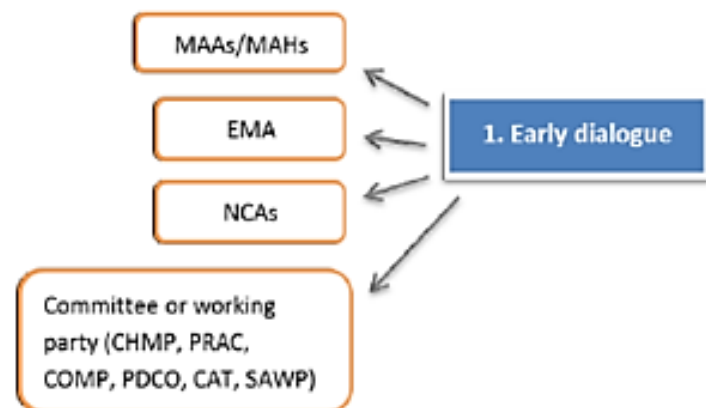 MAAs/MAHs
EMA
1. Early dialogue
NCAs
Committee or working
party (CHMP, PRAC,
COMP, PDCO, CAT, SAWP)